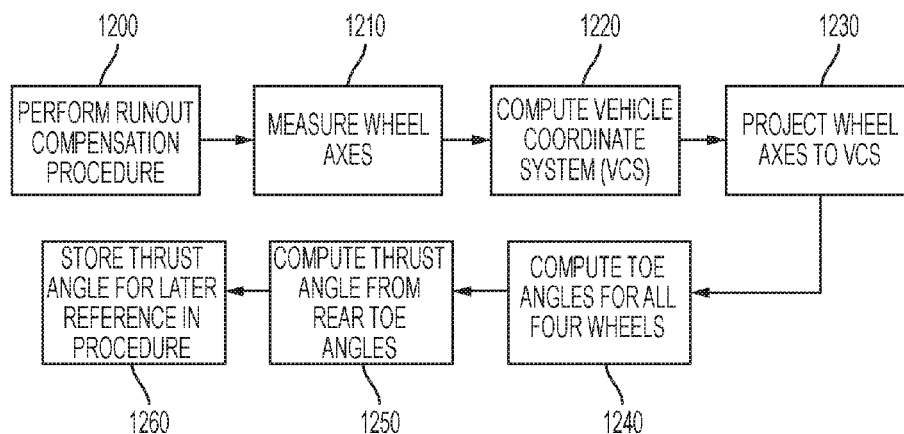 1200
1210
1220
1230
PERFORM RUNOUT
COMPENSATION
PROCEDURE
MEASURE WHEEL
AXES
COMPUTE VEHICLE
COORDINATE
SYSTEM (VCS)
PROJECT WHEEL
AXES TO VCS
STORE THRUST
ANGLE FOR LATER
REFERENCE IN
PROCEDURE
COMPUTE THRUST
ANGLE FROM
REAR TOE
ANGLES
COMPUTE TOE
ANGLES FOR ALL
FOUR WHEELS
1260
1250
1240